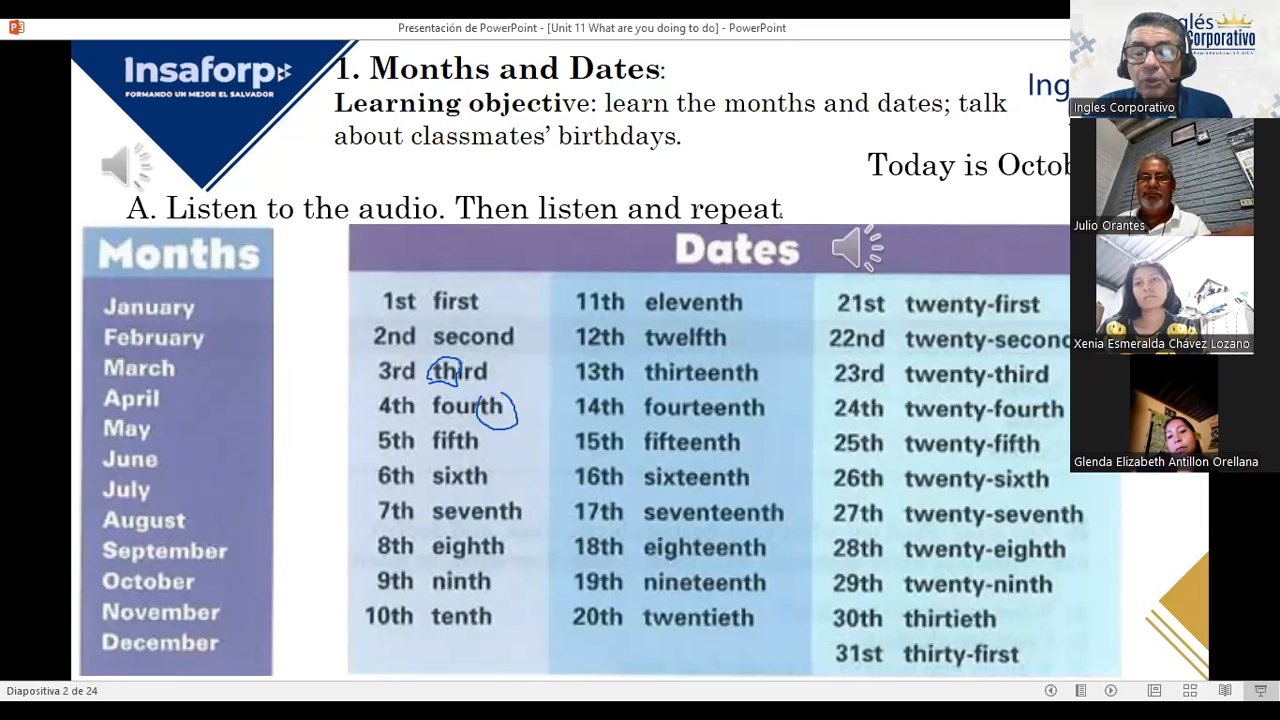 Presentación de PowerPoint - [Unit 11 What are you doing to do] - PowerPoint
Insaforp
FORMANDO UN MEJOR EL SALVADOR
1. Months and Dates:
Learning objective: learn the months and dates; talk
about classmates’ birthdays.
Today is Octob
A. Listen to the audio. Then listen and repeat.
Months
January
February
March
April
May
June
July
August
September
October
November
December
Dates
1st first
2nd second
3rd third
4th fourth
5th fifth
6th sixth
7th seventh
8th eighth
9th ninth
10th tenth
11th eleventh
12th twelfth
13th thirteenth
14th fourteenth
15th fifteenth
16th sixteenth
17th seventeenth
18th eighteenth
19th nineteenth
20th twentieth
21st twenty-first
22nd twenty-second
23rd twenty-third
24th twenty-fourth
25th twenty-fifth
26th twenty-sixth
27th twenty-seventh
28th twenty-eighth
29th twenty-ninth
30th thirtieth
31st thirty-first
Ing
glés
Corporativo
Ingles Corporativo
Julio Orantes
Xenia Esmeralda Chávez Lozano
Glenda Elizabeth Antillon Orellana
Diapositiva 2 de 24